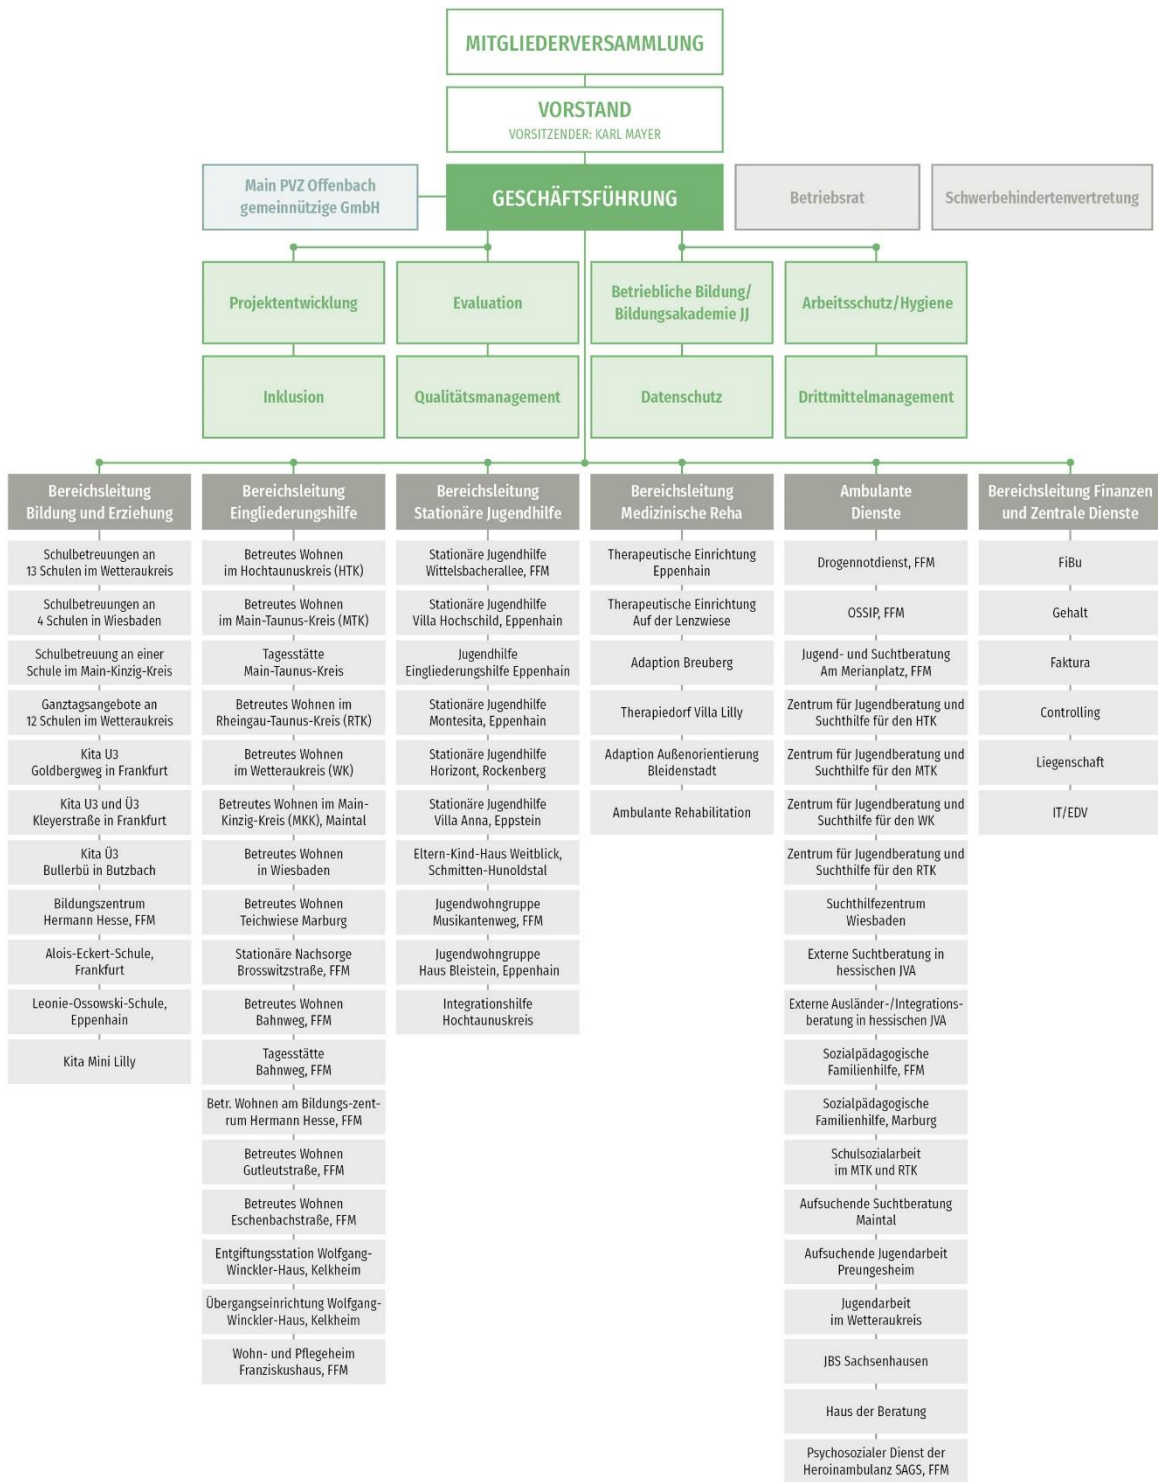 MITGLIEDERVERSAMMLUNG
VORSTAND
VORSITZENDER: KARL MAYER
Main PVZ Offenbach
gemeinnützige GmbH
GESCHÄFTSFÜHRUNG
Betriebsrat
Schwerbehindertenvertretung
Projektentwicklung
Evaluation
Betriebliche Bildung/
Bildungsakademie JJ
Arbeitsschutz/Hygiene
Inklusion
Qualitätsmanagement
Datenschutz
Drittmittelmanagement
Bereichsleitung
Bildung und Erziehung
Schulbetreuungen an
13 Schulen im Wetteraukreis
Schulbetreuungen an
4 Schulen in Wiesbaden
Schulbetreuung an einer
Schule im Main-Kinzig-Kreis
Ganztagsangebote an
12 Schulen im Wetteraukreis
Kita U3
Goldbergweg in Frankfurt
Kita U3 und Ü3
Kleyerstraße in Frankfurt
Kita Ü3
Bullerbü in Butzbach
Bildungszentrum
Hermann Hesse, FFM
Alois-Eckert-Schule,
Frankfurt
Leonie-Ossowski-Schule,
Eppenhain
Kita Mini Lilly
Bereichsleitung
Eingliederungshilfe
Betreutes Wohnen
im Hochtaunuskreis (HTK)
Betreutes Wohnen
im Main-Taunus-Kreis (MTK)
Tagesstätte
Main-Taunus-Kreis
Betreutes Wohnen im
Rheingau-Taunus-Kreis (RTK)
Betreutes Wohnen
im Wetteraukreis (WK)
Betreutes Wohnen im Main-
Kinzig-Kreis (MKK), Maintal
Betreutes Wohnen
in Wiesbaden
Betreutes Wohnen
Teichwiese Marburg
Stationäre Nachsorge
Brosswitzstraße, FFM
Betreutes Wohnen
Bahnweg, FFM
Tagesstätte
Bahnweg, FFM
Betr. Wohnen am Bildungs-zent-
rum Hermann Hesse, FFM
Betreutes Wohnen
Gutleutstraße, FFM
Betreutes Wohnen
Eschenbachstraße, FFM
Entgiftungsstation Wolfgang-
Winckler-Haus, Kelkheim
Übergangseinrichtung Wolfgang-
Winckler-Haus, Kelkheim
Wohn- und Pflegeheim
Franziskushaus, FFM
Bereichsleitung
Stationäre Jugendhilfe
Stationäre Jugendhilfe
Wittelsbacherallee, FFM
Stationäre Jugendhilfe
Villa Hochschild, Eppenhain
Jugendhilfe
Eingliederungshilfe Eppenhain
Stationäre Jugendhilfe
Montesita, Eppenhain
Stationäre Jugendhilfe
Horizont, Rockenberg
Stationäre Jugendhilfe
Villa Anna, Eppstein
Eltern-Kind-Haus Weitblick,
Schmitten-Hunoldstal
Jugendwohngruppe
Musikantenweg, FFM
Jugendwohngruppe
Haus Bleistein, Eppenhain
Integrationshilfe
Hochtaunuskreis
Bereichsleitung
Medizinische Reha
Therapeutische Einrichtung
Eppenhain
Therapeutische Einrichtung
Auf der Lenzwiese
Adaption Breuberg
Therapiedorf Villa Lilly
Adaption Außenorientierung
Bleidenstadt
Ambulante Rehabilitation
Ambulante
Dienste
Drogennotdienst, FFM
OSSIP, FFM
Jugend- und Suchtberatung
Am Merianplatz, FFM
Zentrum für Jugendberatung und
Suchthilfe für den HTK
Zentrum für Jugendberatung und
Suchthilfe für den MTK
Zentrum für Jugendberatung und
Suchthilfe für den WK
Zentrum für Jugendberatung und
Suchthilfe für den RTK
Suchthilfezentrum
Wiesbaden
Externe Suchtberatung in
hessischen JVA
Externe Ausländer-/Integrations-
beratung in hessischen JVA
Sozialpädagogische
Familienhilfe, FFM
Sozialpädagogische
Familienhilfe, Marburg
Schulsozialarbeit
im MTK und RTK
Aufsuchende Suchtberatung
Maintal
Aufsuchende Jugendarbeit
Preungesheim
Jugendarbeit
im Wetteraukreis
JBS Sachsenhausen
Haus der Beratung
Psychosozialer Dienst der
Heroinambulanz SAGS, FFM
Bereichsleitung Finanzen
und Zentrale Dienste
FiBu
Gehalt
Faktura
Controlling
Liegenschaft
IT/EDV